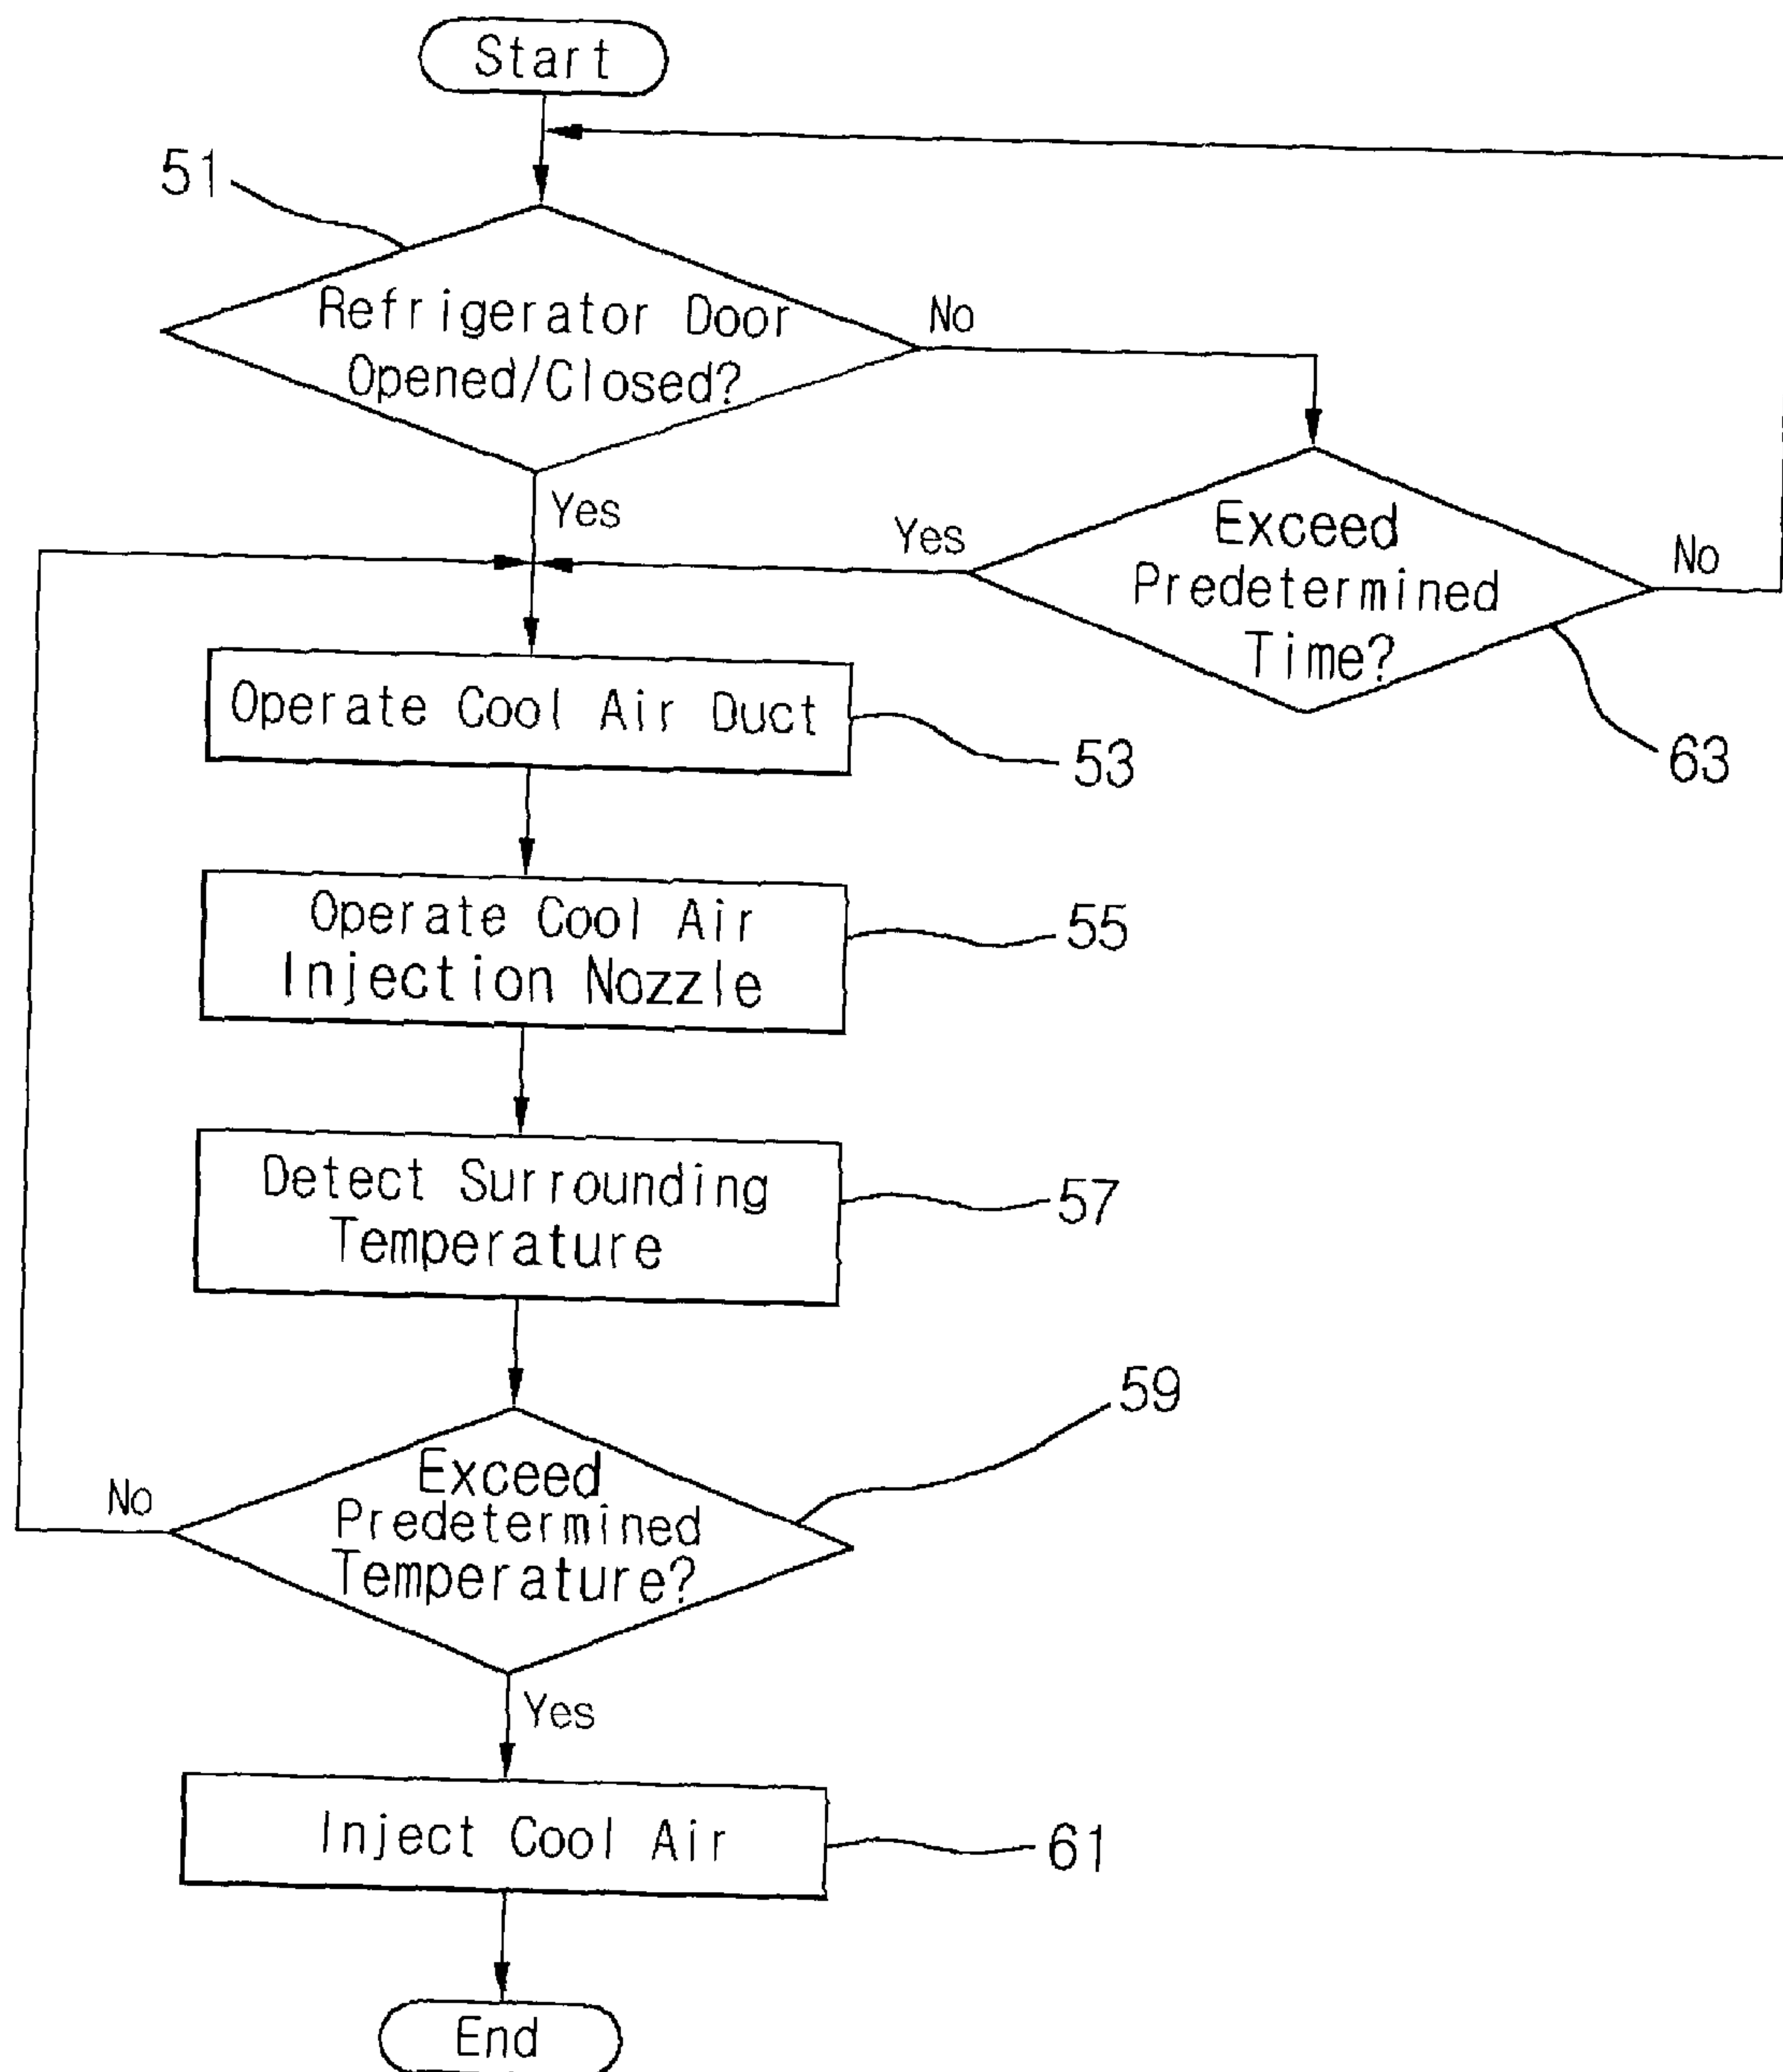 Start
51
Refrigerator Door
Opened/Closed?
No
Yes
Exceed
Predetermined
Time?
Yes
No
63
Operate Cool Air Duct
53
Operate Cool Air
Injection Nozzle
55
Detect Surrounding
Temperature
57
59
Exceed
Predetermined
Temperature?
No
Yes
Inject Cool Air
61
End